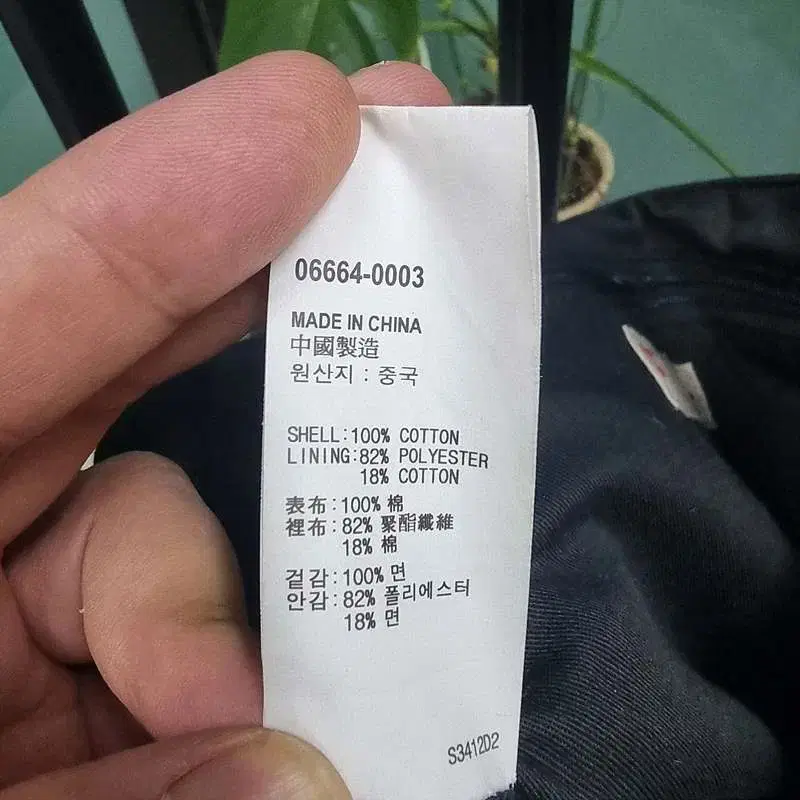 06664-0003
MADE IN CHINA
中國製造
원산지 : 중국
SHELL:100% COTTON
LINING:82% POLYESTER
18% COTTON
表布:100% 棉
裡布:82% 聚酯纖維
18% 棉
겉감:100% 면
안감:82% 폴리에스터
18% 면
S3412D2